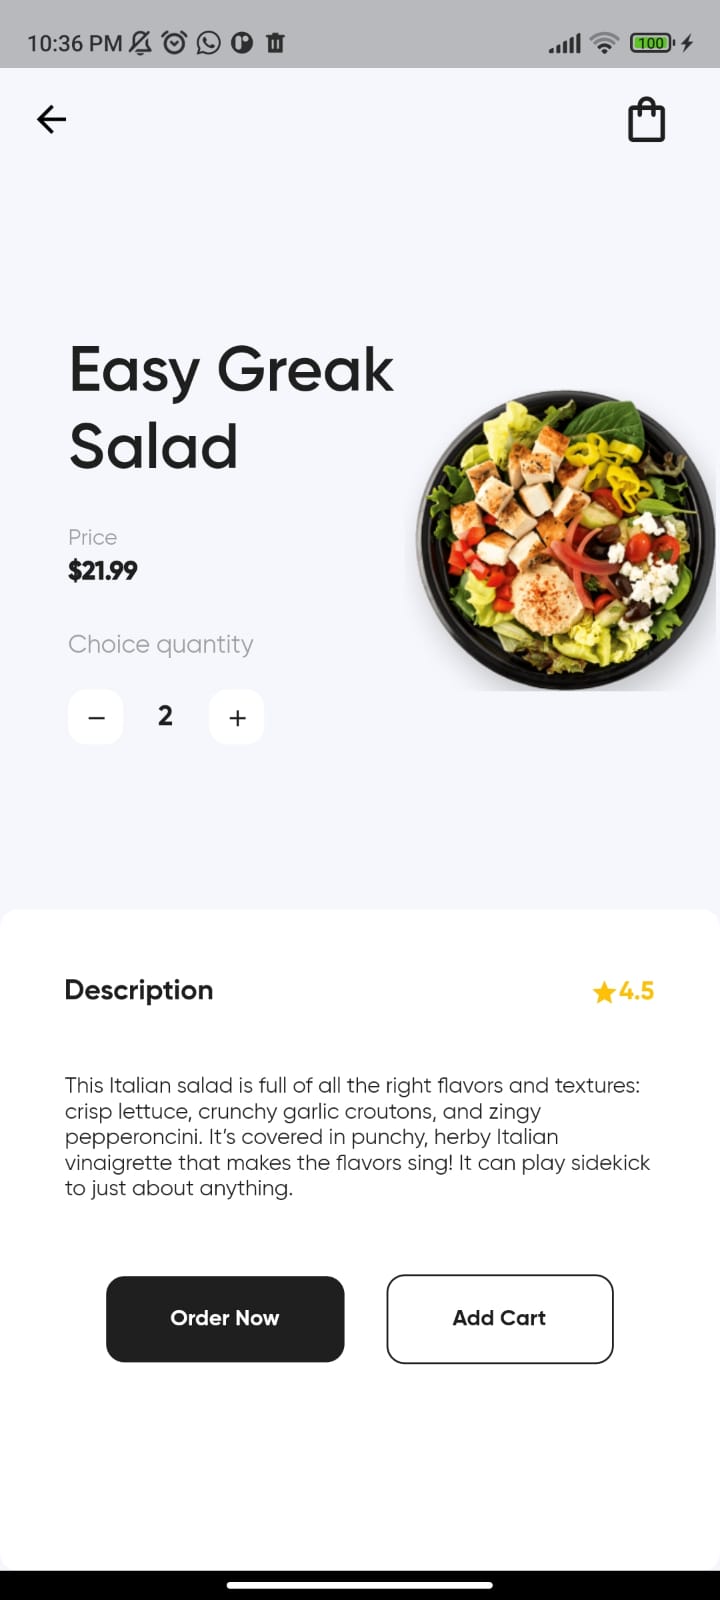 10:36 PM
100
Easy Greak
Salad
Price
$21.99
Choice quantity
− 2 +
Description
4.5
This Italian salad is full of all the right flavors and textures:
crisp lettuce, crunchy garlic croutons, and zingy
pepperoncini. It’s covered in punchy, herby Italian
vinaigrette that makes the flavors sing! It can play sidekick
to just about anything.
Order Now
Add Cart